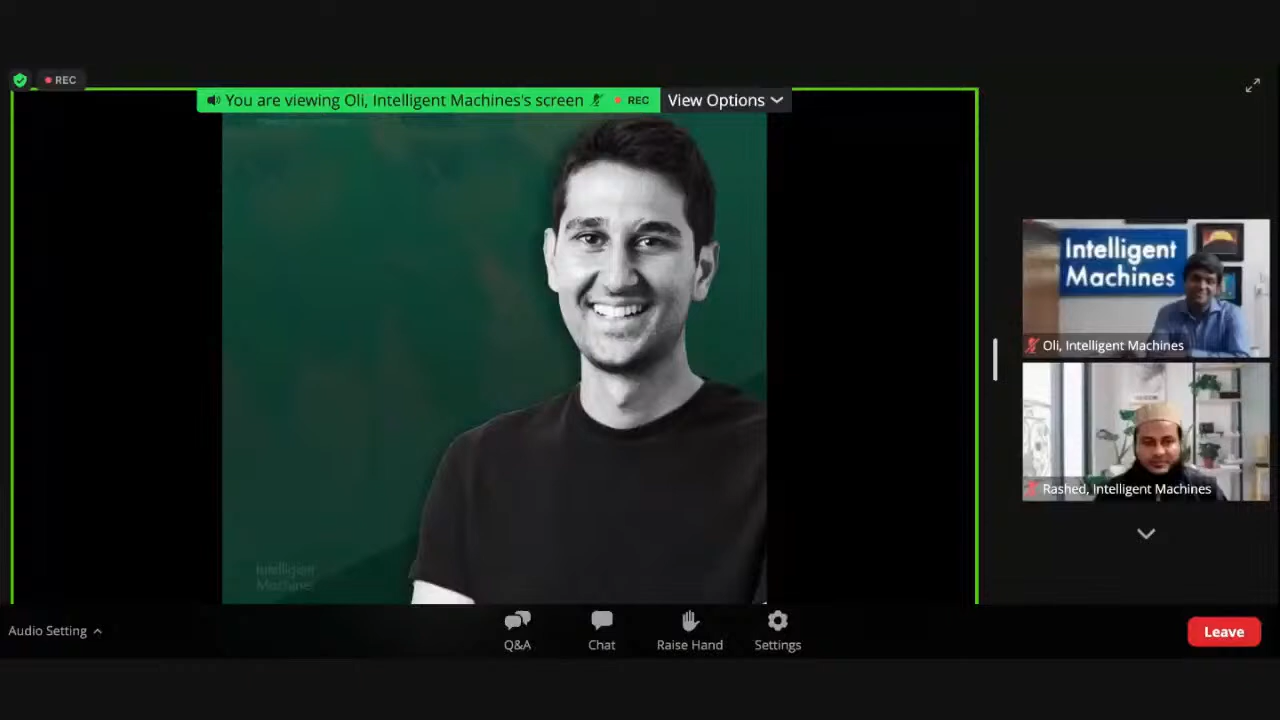 REC
You are viewing Oli, Intelligent Machines's screen
REC
View Options
Intelligent
Machines
Oli, Intelligent Machines
Rashed, Intelligent Machines
Intelligent
Machines
Audio Setting
Q&A
Chat
Raise Hand
Settings
Leave